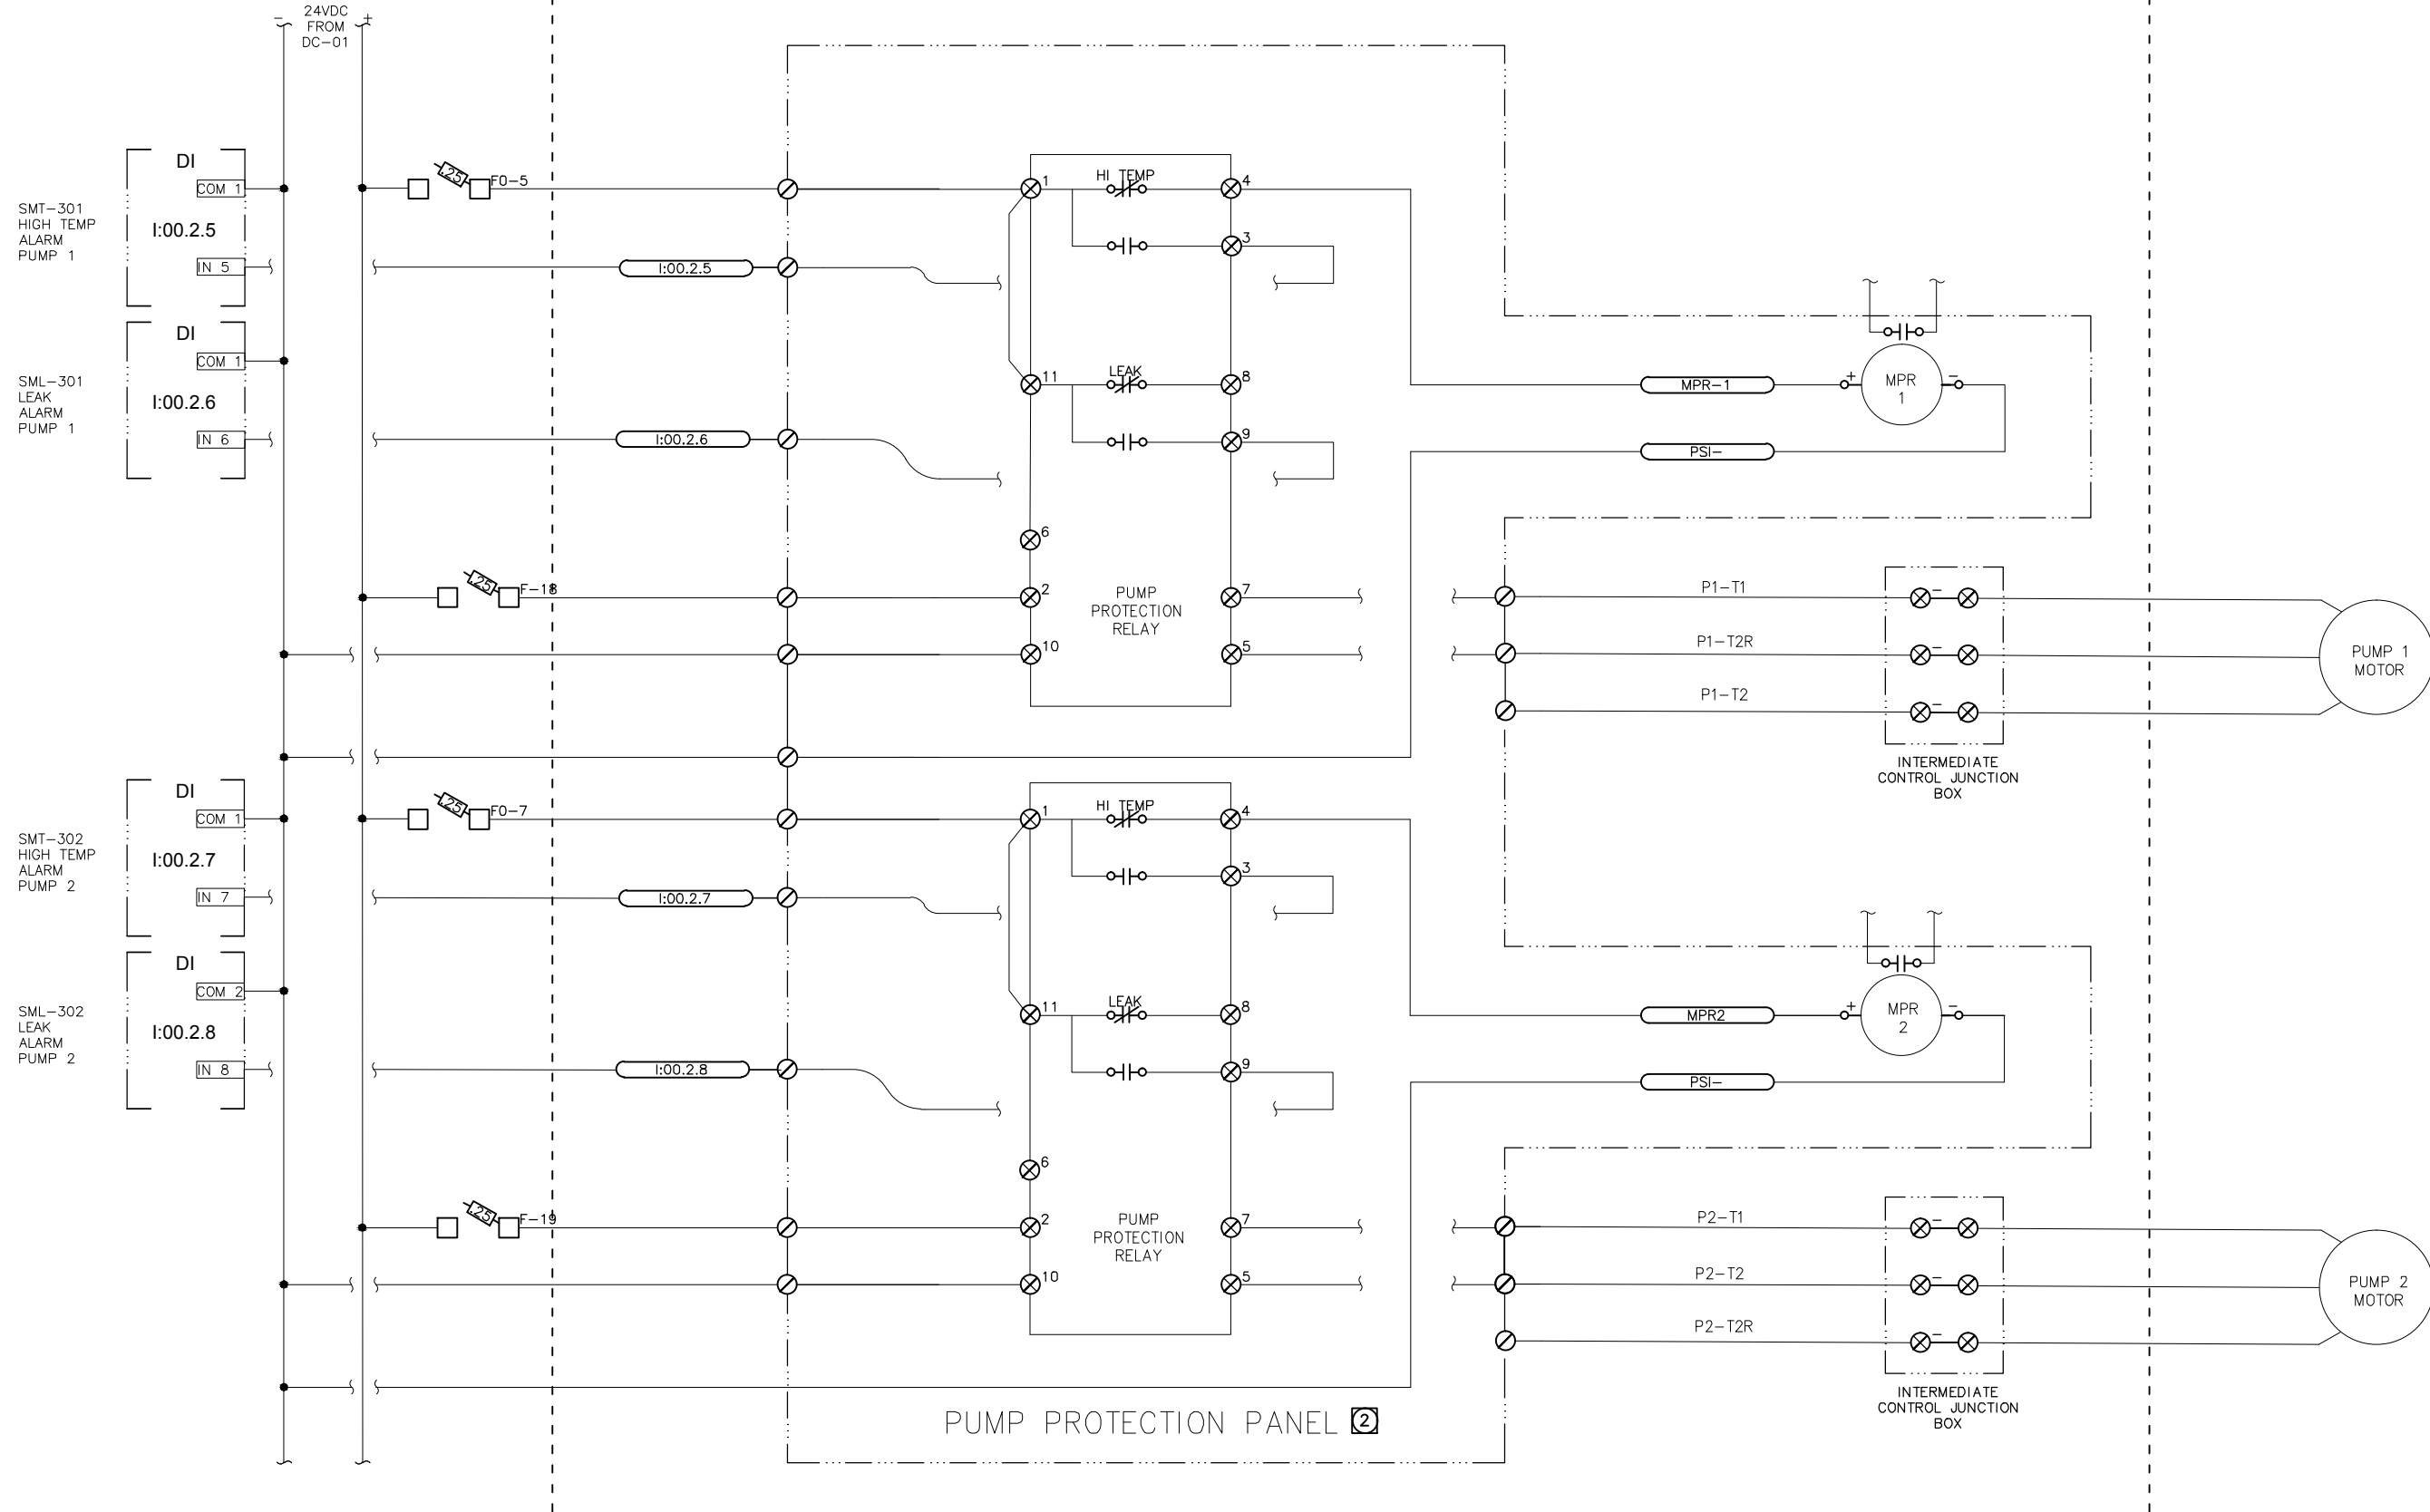 24VDC
FROM
DC-01
- +
DI
COM 1
SMT-301
HIGH TEMP
ALARM
PUMP 1
I:00.2.5
IN 5
.25
FO-5
I:00.2.5
DI
COM 1
SML-301
LEAK
ALARM
PUMP 1
I:00.2.6
IN 6
I:00.2.6
.25
F-18
1
HI TEMP
4
3
11
LEAK
8
9
6
2
PUMP
PROTECTION
RELAY
7
10
5
MPR-1
+
MPR
1
-
PSI-
P1-T1
-
P1-T2R
-
P1-T2
-
PUMP 1
MOTOR
INTERMEDIATE
CONTROL JUNCTION
BOX
DI
COM 1
SMT-302
HIGH TEMP
ALARM
PUMP 2
I:00.2.7
IN 7
.25
FO-7
I:00.2.7
DI
COM 2
SML-302
LEAK
ALARM
PUMP 2
I:00.2.8
IN 8
I:00.2.8
.25
F-19
1
HI TEMP
4
3
11
LEAK
8
9
6
2
PUMP
PROTECTION
RELAY
7
10
5
MPR2
+
MPR
2
-
PSI-
P2-T1
-
P2-T2
-
P2-T2R
-
PUMP 2
MOTOR
INTERMEDIATE
CONTROL JUNCTION
BOX
PUMP PROTECTION PANEL 2